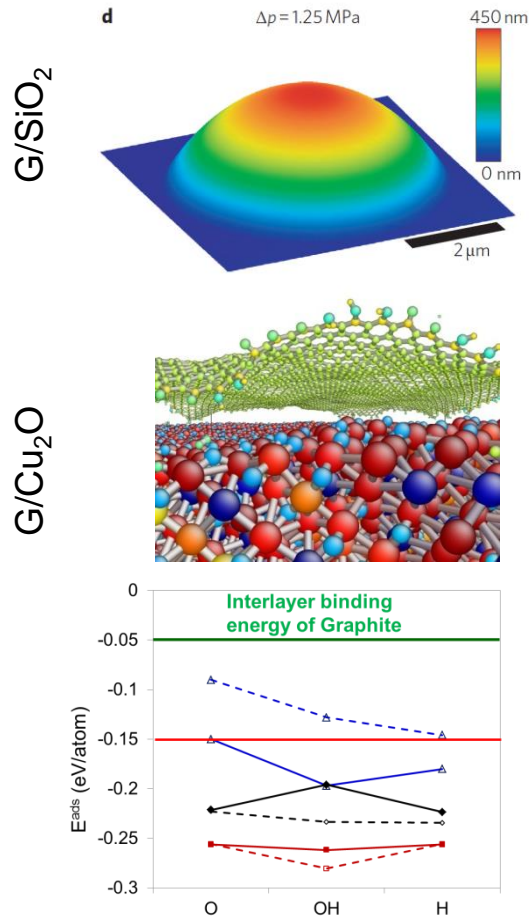 d
Δp = 1.25 MPa
450 nm
0 nm
2 μm
G/SiO₂
G/Cu₂O
Interlayer binding
energy of Graphite
0
-0.05
-0.1
-0.15
-0.2
-0.25
-0.3
Eᵃᵈˢ (eV/atom)
O
OH
H